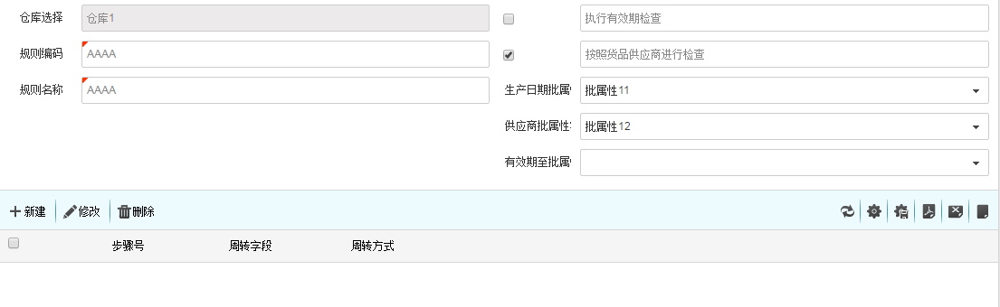 仓库选择 仓库1 执行有效期检查
规则编码 AAAA 按照货品供应商进行检查
规则名称 AAAA 生产日期批属 批属性11
供应商批属性 批属性12
有效期至批属
新建 修改 删除
步骤号 周转字段 周转方式